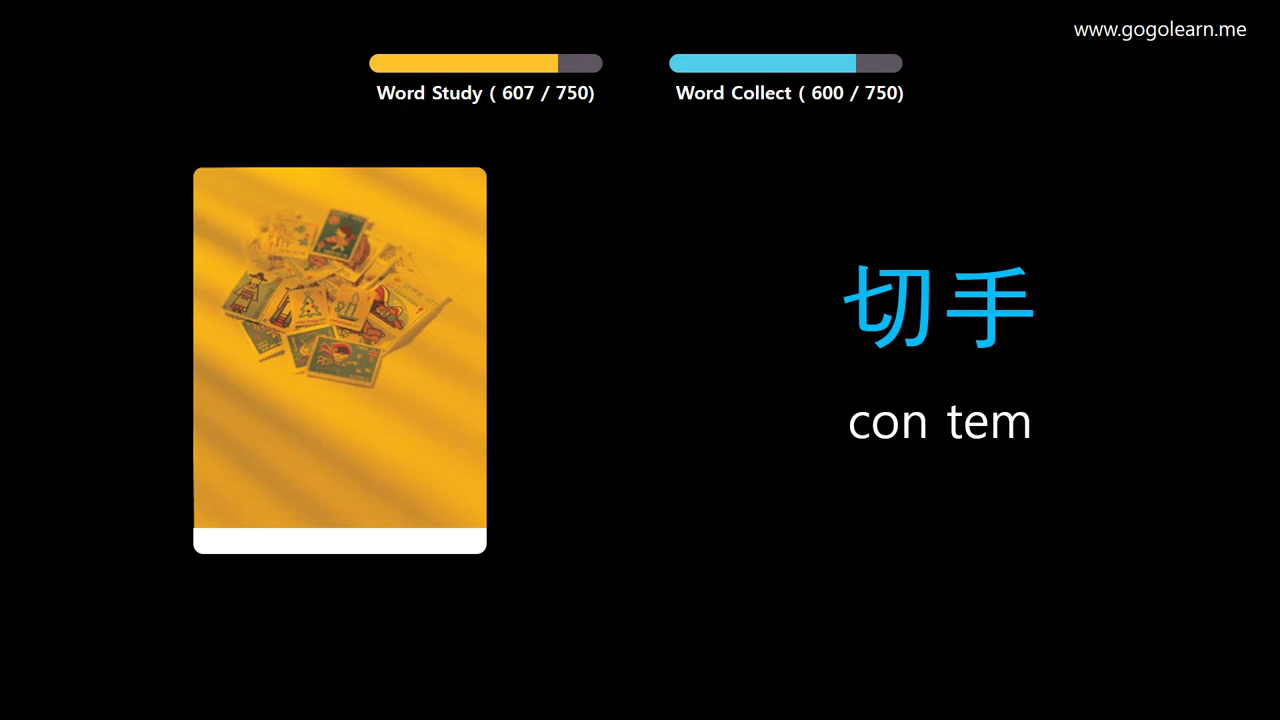 www.gogolearn.me
Word Study ( 607 / 750)
Word Collect ( 600 / 750)
切手
con tem